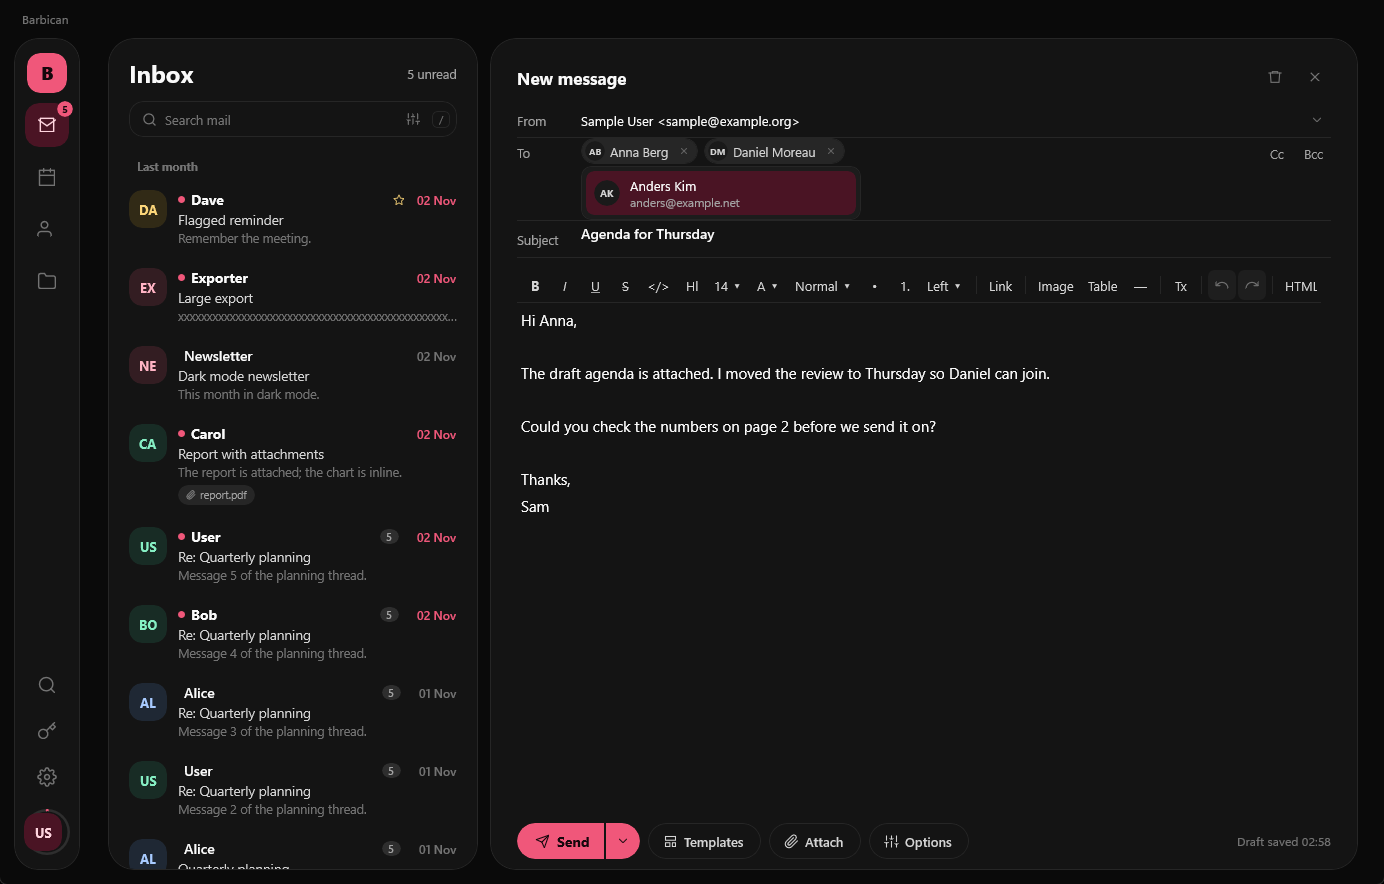 Barbican
B
5
US
Inbox
5 unread
Search mail /
Last month
DA Dave 02 Nov
Flagged reminder
Remember the meeting.
EX Exporter 02 Nov
Large export
NE Newsletter 02 Nov
Dark mode newsletter
This month in dark mode.
CA Carol 02 Nov
Report with attachments
The report is attached; the chart is inline.
report.pdf
US User 5 02 Nov
Re: Quarterly planning
Message 5 of the planning thread.
BO Bob 5 02 Nov
Re: Quarterly planning
Message 4 of the planning thread.
AL Alice 5 01 Nov
Re: Quarterly planning
Message 3 of the planning thread.
US User 5 01 Nov
Re: Quarterly planning
Message 2 of the planning thread.
AL Alice 5 01 Nov
Quarterly planning
New message
From Sample User <sample@example.org>
To AB Anna Berg × DM Daniel Moreau × Cc Bcc
AK Anders Kim
anders@example.net
Subject Agenda for Thursday
B I U S </> Hl 14 A Normal • 1. Left Link Image Table — Tx HTML
Hi Anna,
The draft agenda is attached. I moved the review to Thursday so Daniel can join.
Could you check the numbers on page 2 before we send it on?
Thanks,
Sam
Send Templates Attach Options Draft saved 02:58